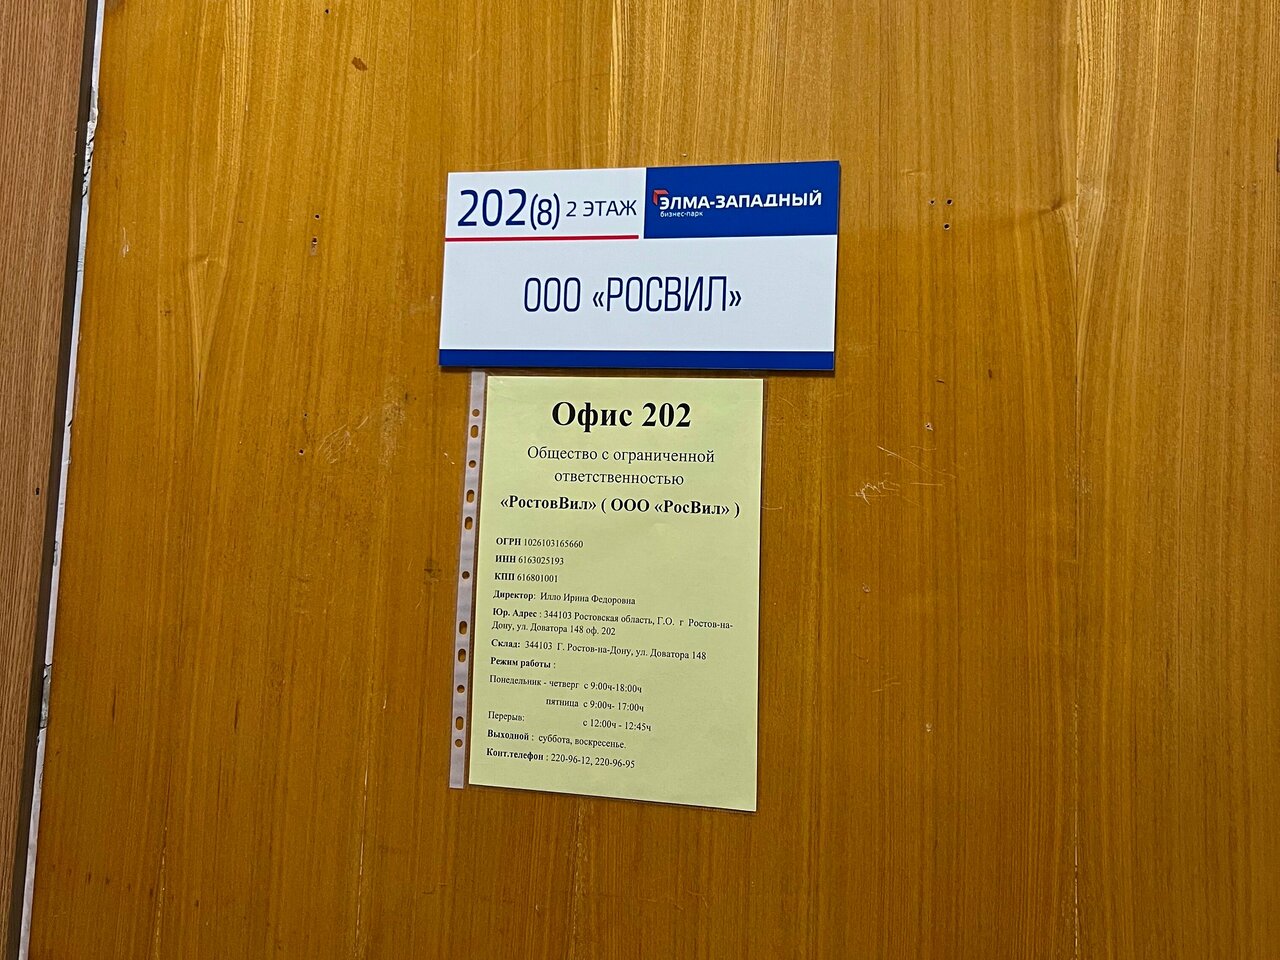 202(8) 2 ЭТАЖ
ЭЛМА-ЗАПАДНЫЙ
бизнес-парк
ООО «РОСВИЛ»
Офис 202
Общество с ограниченной
ответственностью
«РостовВил» ( ООО «РосВил» )
ОГРН 1026103165660
ИНН 6163025193
КПП 616801001
Директор: Илло Ирина Федоровна
Юр. Адрес : 344103 Ростовская область, Г.О. г Ростов-на-
Дону, ул. Доватора 148 оф. 202
Склад: 344103 Г. Ростов-на-Дону, ул. Доватора 148
Режим работы :
Понедельник - четверг с 9:00ч-18:00ч
пятница с 9:00ч- 17:00ч
Перерыв: с 12:00ч - 12:45ч
Выходной : суббота, воскресенье.
Конт.телефон : 220-96-12, 220-96-95